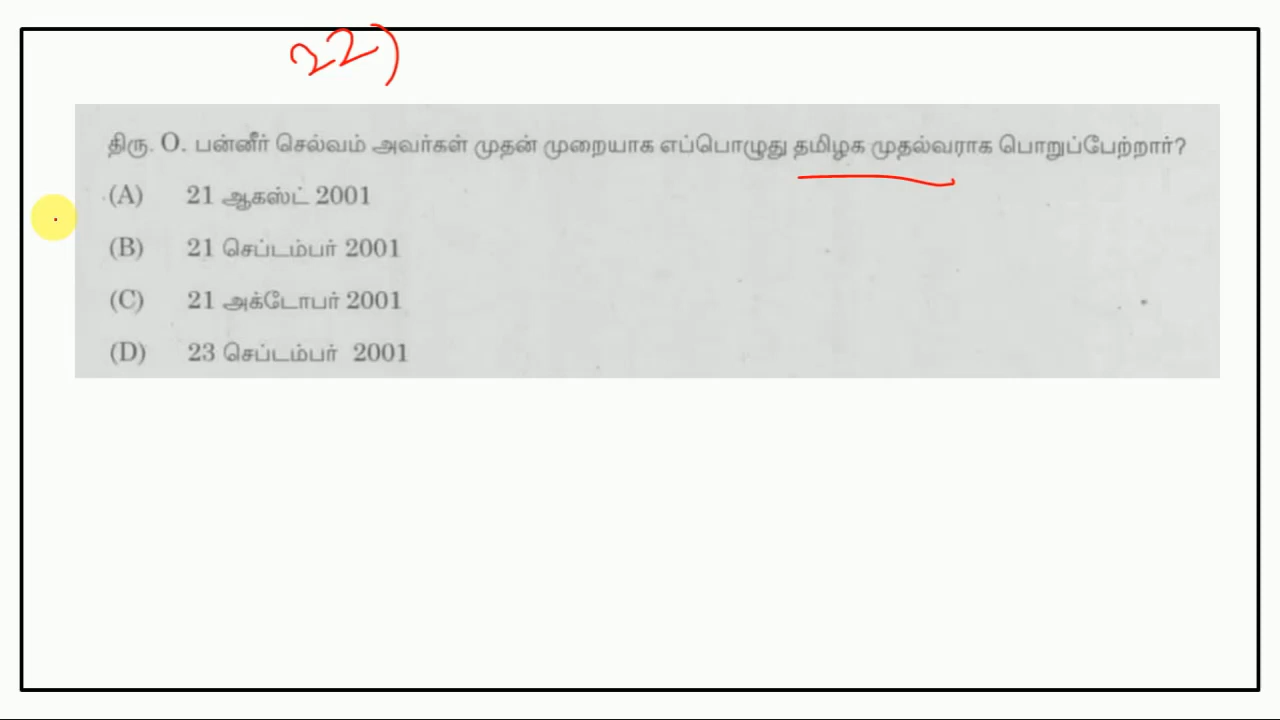 22)
திரு. O. பன்னீர் செல்வம் அவர்கள் முதன் முறையாக எப்பொழுது தமிழக முதல்வராக பொறுப்பேற்றார்?
(A) 21 ஆகஸ்ட் 2001
(B) 21 செப்டம்பர் 2001
(C) 21 அக்டோபர் 2001
(D) 23 செப்டம்பர் 2001